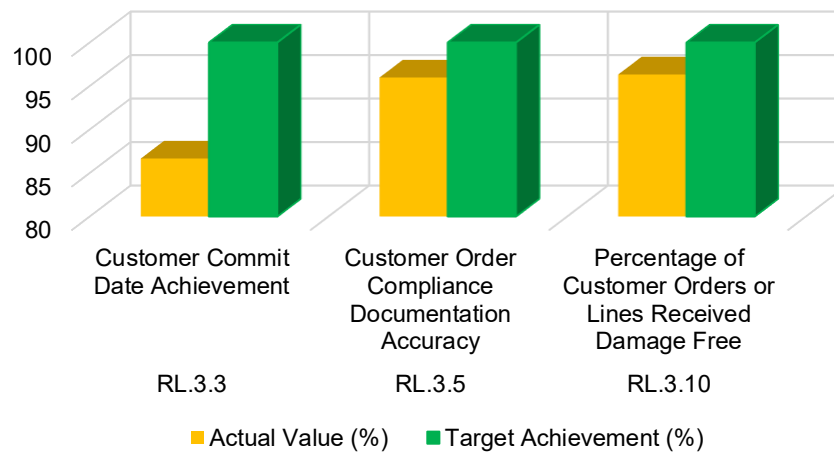 100
95
90
85
80
Customer Commit
Date Achievement
Customer Order
Compliance
Documentation
Accuracy
Percentage of
Customer Orders or
Lines Received
Damage Free
RL.3.3
RL.3.5
RL.3.10
Actual Value (%)
Target Achievement (%)